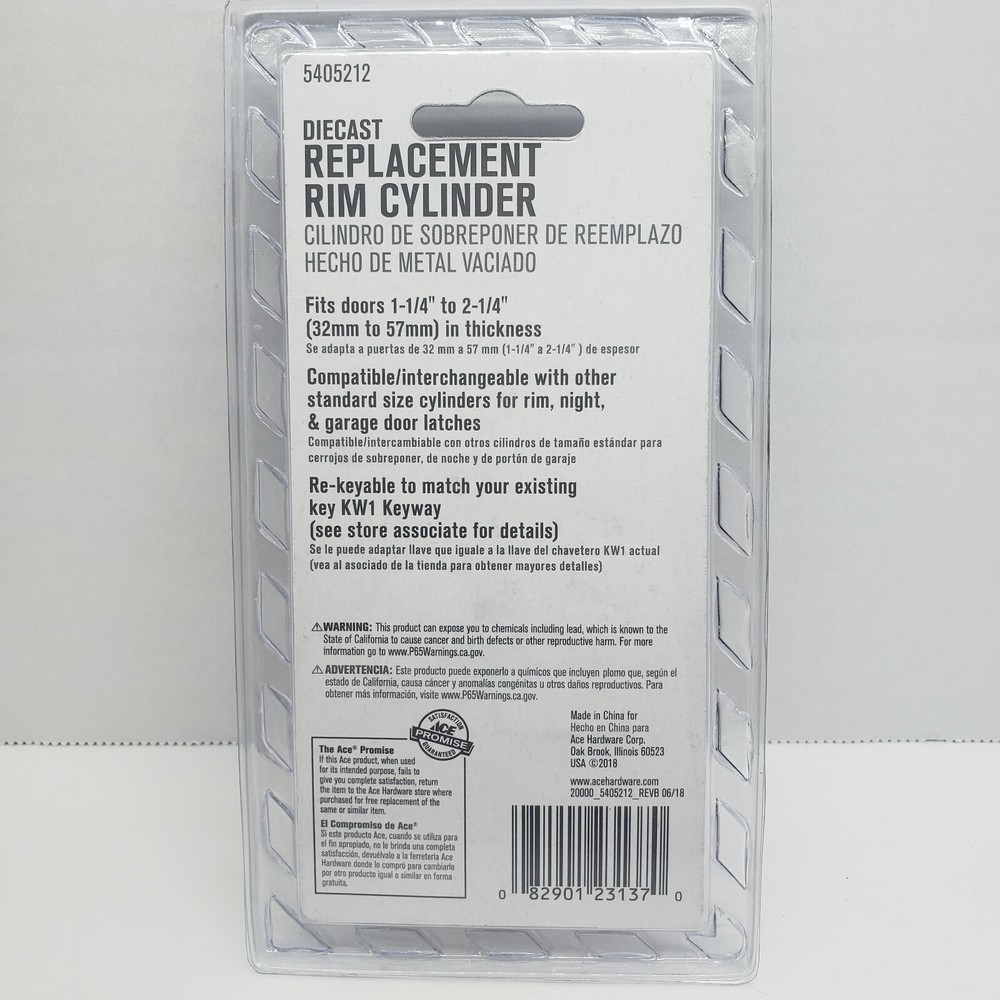 5405212
DIECAST
REPLACEMENT
RIM CYLINDER
CILINDRO DE SOBREPONER DE REEMPLAZO
HECHO DE METAL VACIADO
Fits doors 1-1/4" to 2-1/4"
(32mm to 57mm) in thickness
Se adapta a puertas de 32 mm a 57 mm (1-1/4" a 2-1/4" ) de espesor
Compatible/interchangeable with other
standard size cylinders for rim, night,
& garage door latches
Compatible/intercambiable con otros cilindros de tamaño estándar para
cerrojos de sobreponer, de noche y de portón de garaje
Re-keyable to match your existing
key KW1 Keyway
(see store associate for details)
Se le puede adaptar llave que iguale a la llave del chavetero KW1 actual
(vea al asociado de la tienda para obtener mayores detalles)
⚠WARNING: This product can expose you to chemicals including lead, which is known to the
State of California to cause cancer and birth defects or other reproductive harm. For more
information go to www.P65Warnings.ca.gov.
⚠ADVERTENCIA: Este producto puede exponerlo a químicos que incluyen plomo que, según el
estado de California, causa cáncer y anomalías congénitas u otros daños reproductivos. Para
obtener más información, visite www.P65Warnings.ca.gov.
SATISFACTION
ACE
PROMISE
GUARANTEED
The Ace® Promise
If this Ace product, when used
for its intended purpose, fails to
give you complete satisfaction, return
the item to the Ace Hardware store where
purchased for free replacement of the
same or similar item.
El Compromiso de Ace®
Si este producto Ace, cuando se utiliza para
el fin apropiado, no le brinda una completa
satisfacción, devuélvalo a la ferretería Ace
Hardware donde lo compró para cambiarlo
por otro producto igual o similar en forma
gratuita.
Made in China for
Hecho en China para
Ace Hardware Corp.
Oak Brook, Illinois 60523
USA ©2018
www.acehardware.com
20000_5405212_REVB 06/18
0 82901 23137 0